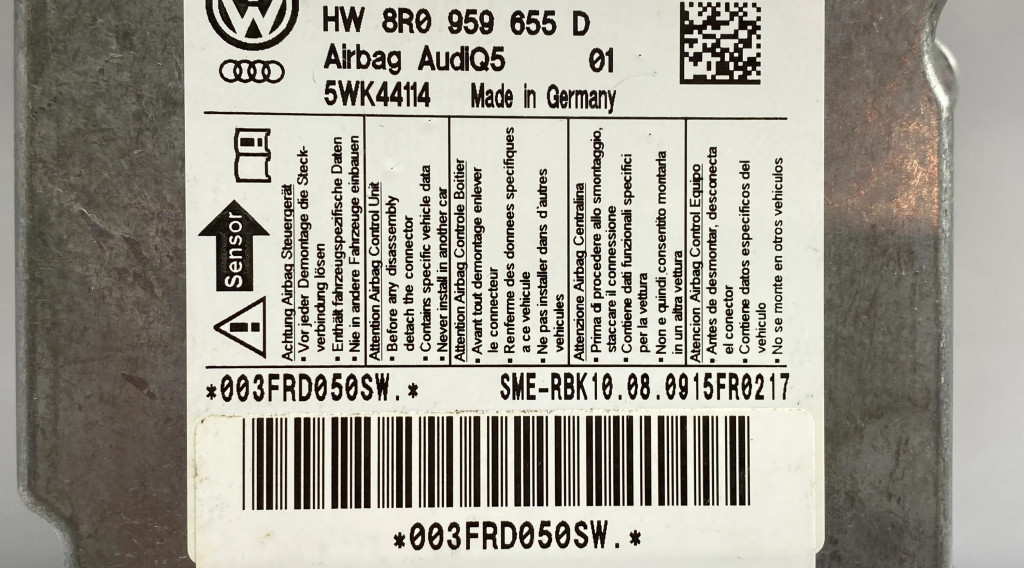 HW 8R0 959 655 D
Airbag AudiQ5 01
5WK44114 Made in Germany
Sensor
Achtung Airbag Steuergerät
▪ Vor jeder Demontage die Steck-
verbindung lösen
▪ Enthält fahrzeugspezifische Daten
▪ Nie in andere Fahrzeuge einbauen
Attention Airbag Control Unit
▪ Before any disassembly
detach the connector
▪ Contains specific vehicle data
▪ Never install in another car
Attention Airbag Controle Boitier
▪ Avant tout demontage enlever
le connecteur
▪ Renferme des donnees specifiques
a ce vehicule
▪ Ne pas installer dans d'autres
vehicules
Attenzione Airbag Centralina
▪ Prima di procedere allo smontaggio,
staccare il connessione
▪ Contiene dati funzionali specifici
per la vettura
▪ Non e quindi consentito montarla
in un altra vettura
Atencion Airbag Control Equipo
▪ Antes de desmontar, desconecta
el conector
▪ Contiene datos especificos del
vehiculo
▪ No se monte en otros vehiculos
*003FRD050SW.* SME-RBK10.08.0915FR0217
*003FRD050SW.*